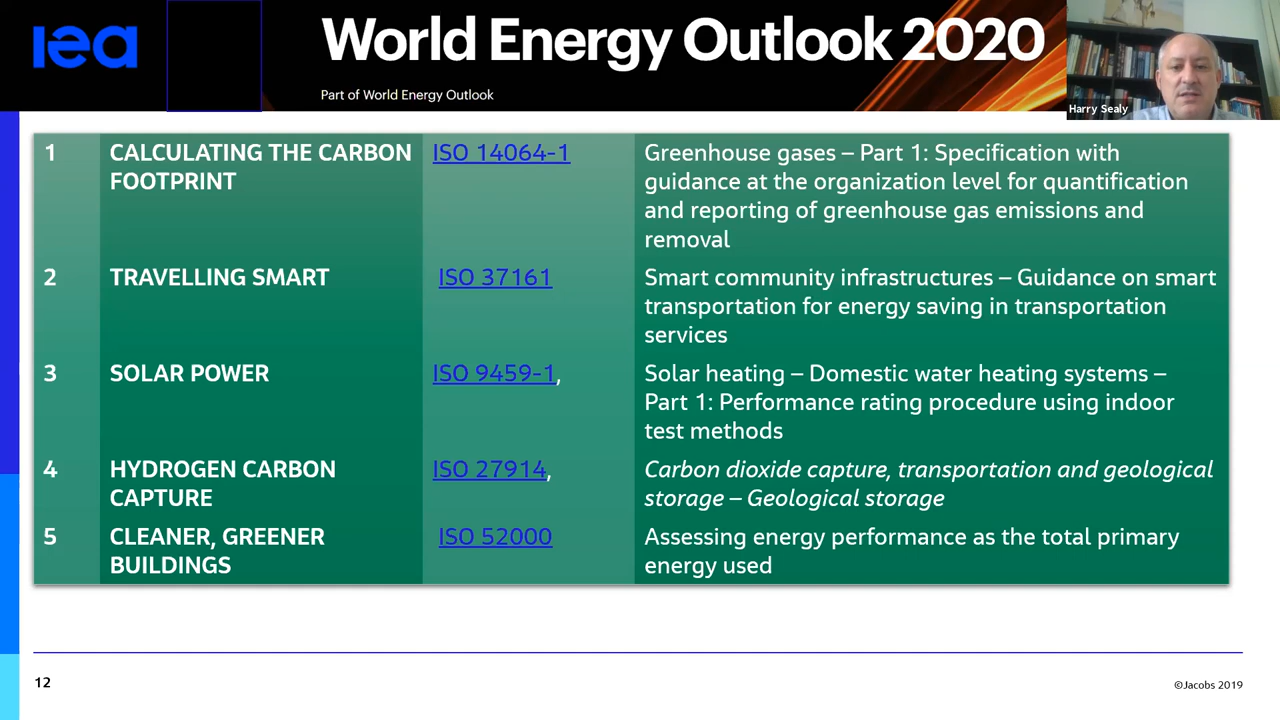 iea
World Energy Outlook 2020
Part of World Energy Outlook
Harry Sealy
1
CALCULATING THE CARBON
FOOTPRINT
ISO 14064-1
Greenhouse gases – Part 1: Specification with
guidance at the organization level for quantification
and reporting of greenhouse gas emissions and
removal
2
TRAVELLING SMART
ISO 37161
Smart community infrastructures – Guidance on smart
transportation for energy saving in transportation
services
3
SOLAR POWER
ISO 9459-1,
Solar heating – Domestic water heating systems –
Part 1: Performance rating procedure using indoor
test methods
4
HYDROGEN CARBON
CAPTURE
ISO 27914,
Carbon dioxide capture, transportation and geological
storage – Geological storage
5
CLEANER, GREENER
BUILDINGS
ISO 52000
Assessing energy performance as the total primary
energy used
12
©Jacobs 2019